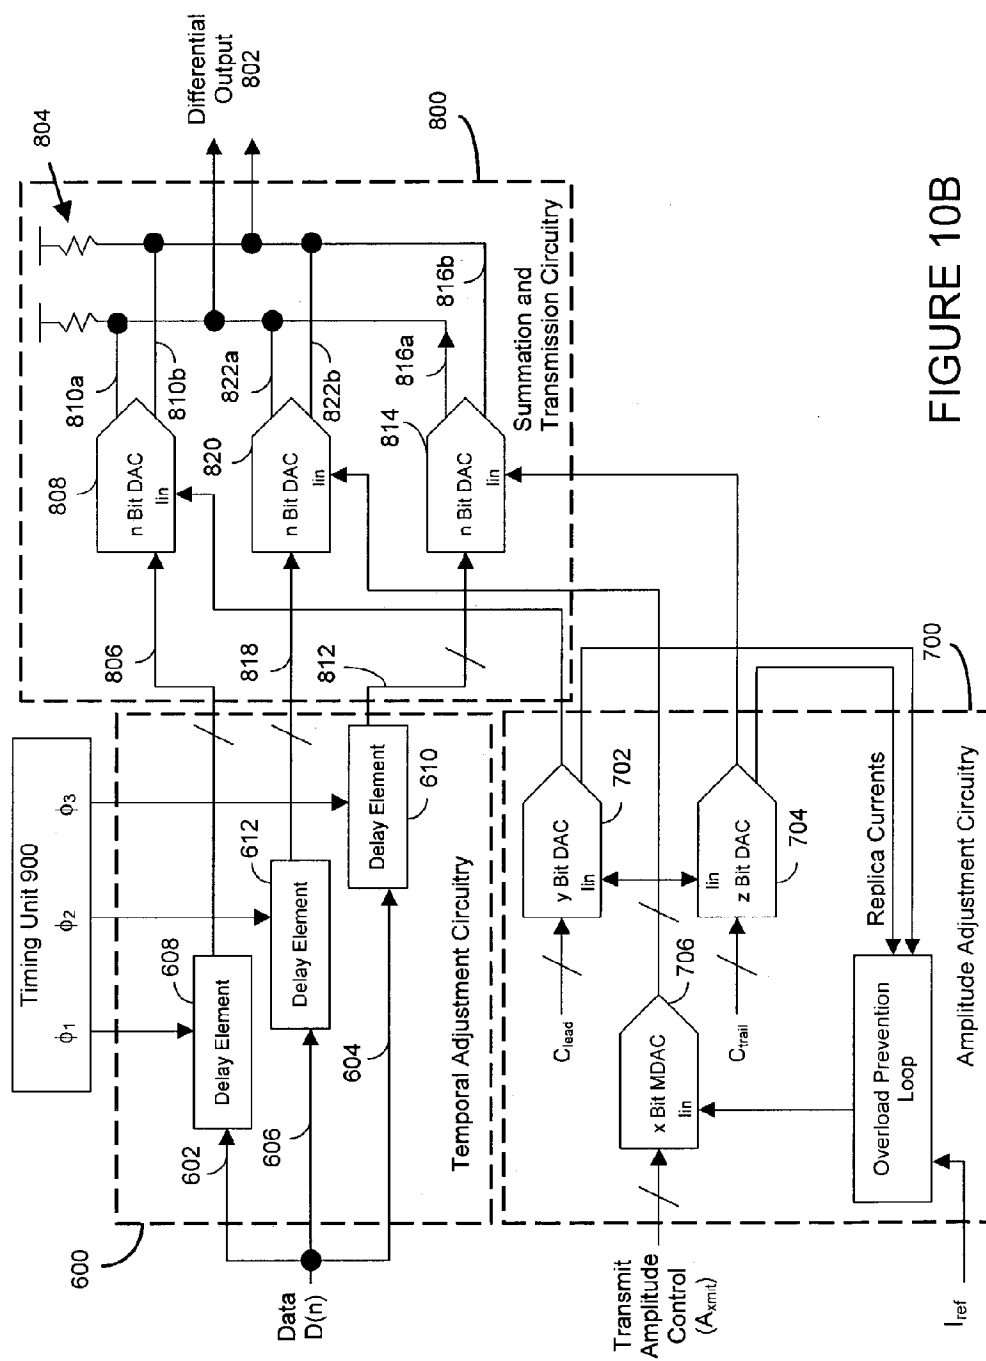 Timing Unit 900
ϕ1
ϕ2
ϕ3
600
Data
D(n)
602
606
604
608
Delay Element
612
Delay Element
Delay Element
610
Temporal Adjustment Circuitry
806
818
812
808
n Bit DAC
Iin
810a
810b
820
n Bit DAC
Iin
822a
822b
814
n Bit DAC
Iin
816a
816b
804
Differential
Output
802
800
Summation and
Transmission Circuitry
Transmit
Amplitude
Control
(Axmit)
Iref
Clead
Ctrail
x Bit MDAC
Iin
706
y Bit DAC
Iin
702
Iin
z Bit DAC
704
Overload Prevention
Loop
Replica Currents
700
Amplitude Adjustment Circuitry
FIGURE 10B